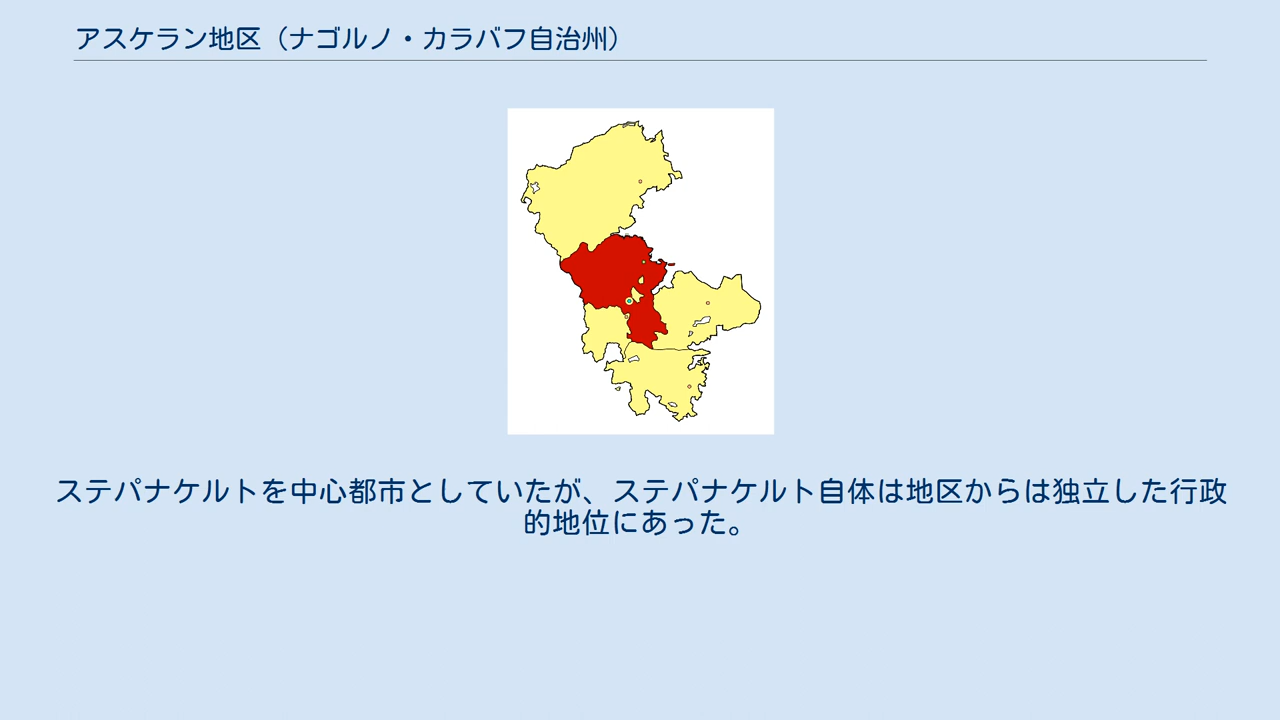 アスケラン地区（ナゴルノ・カラバフ自治州）
ステパナケルトを中心都市としていたが、ステパナケルト自体は地区からは独立した行政
的地位にあった。